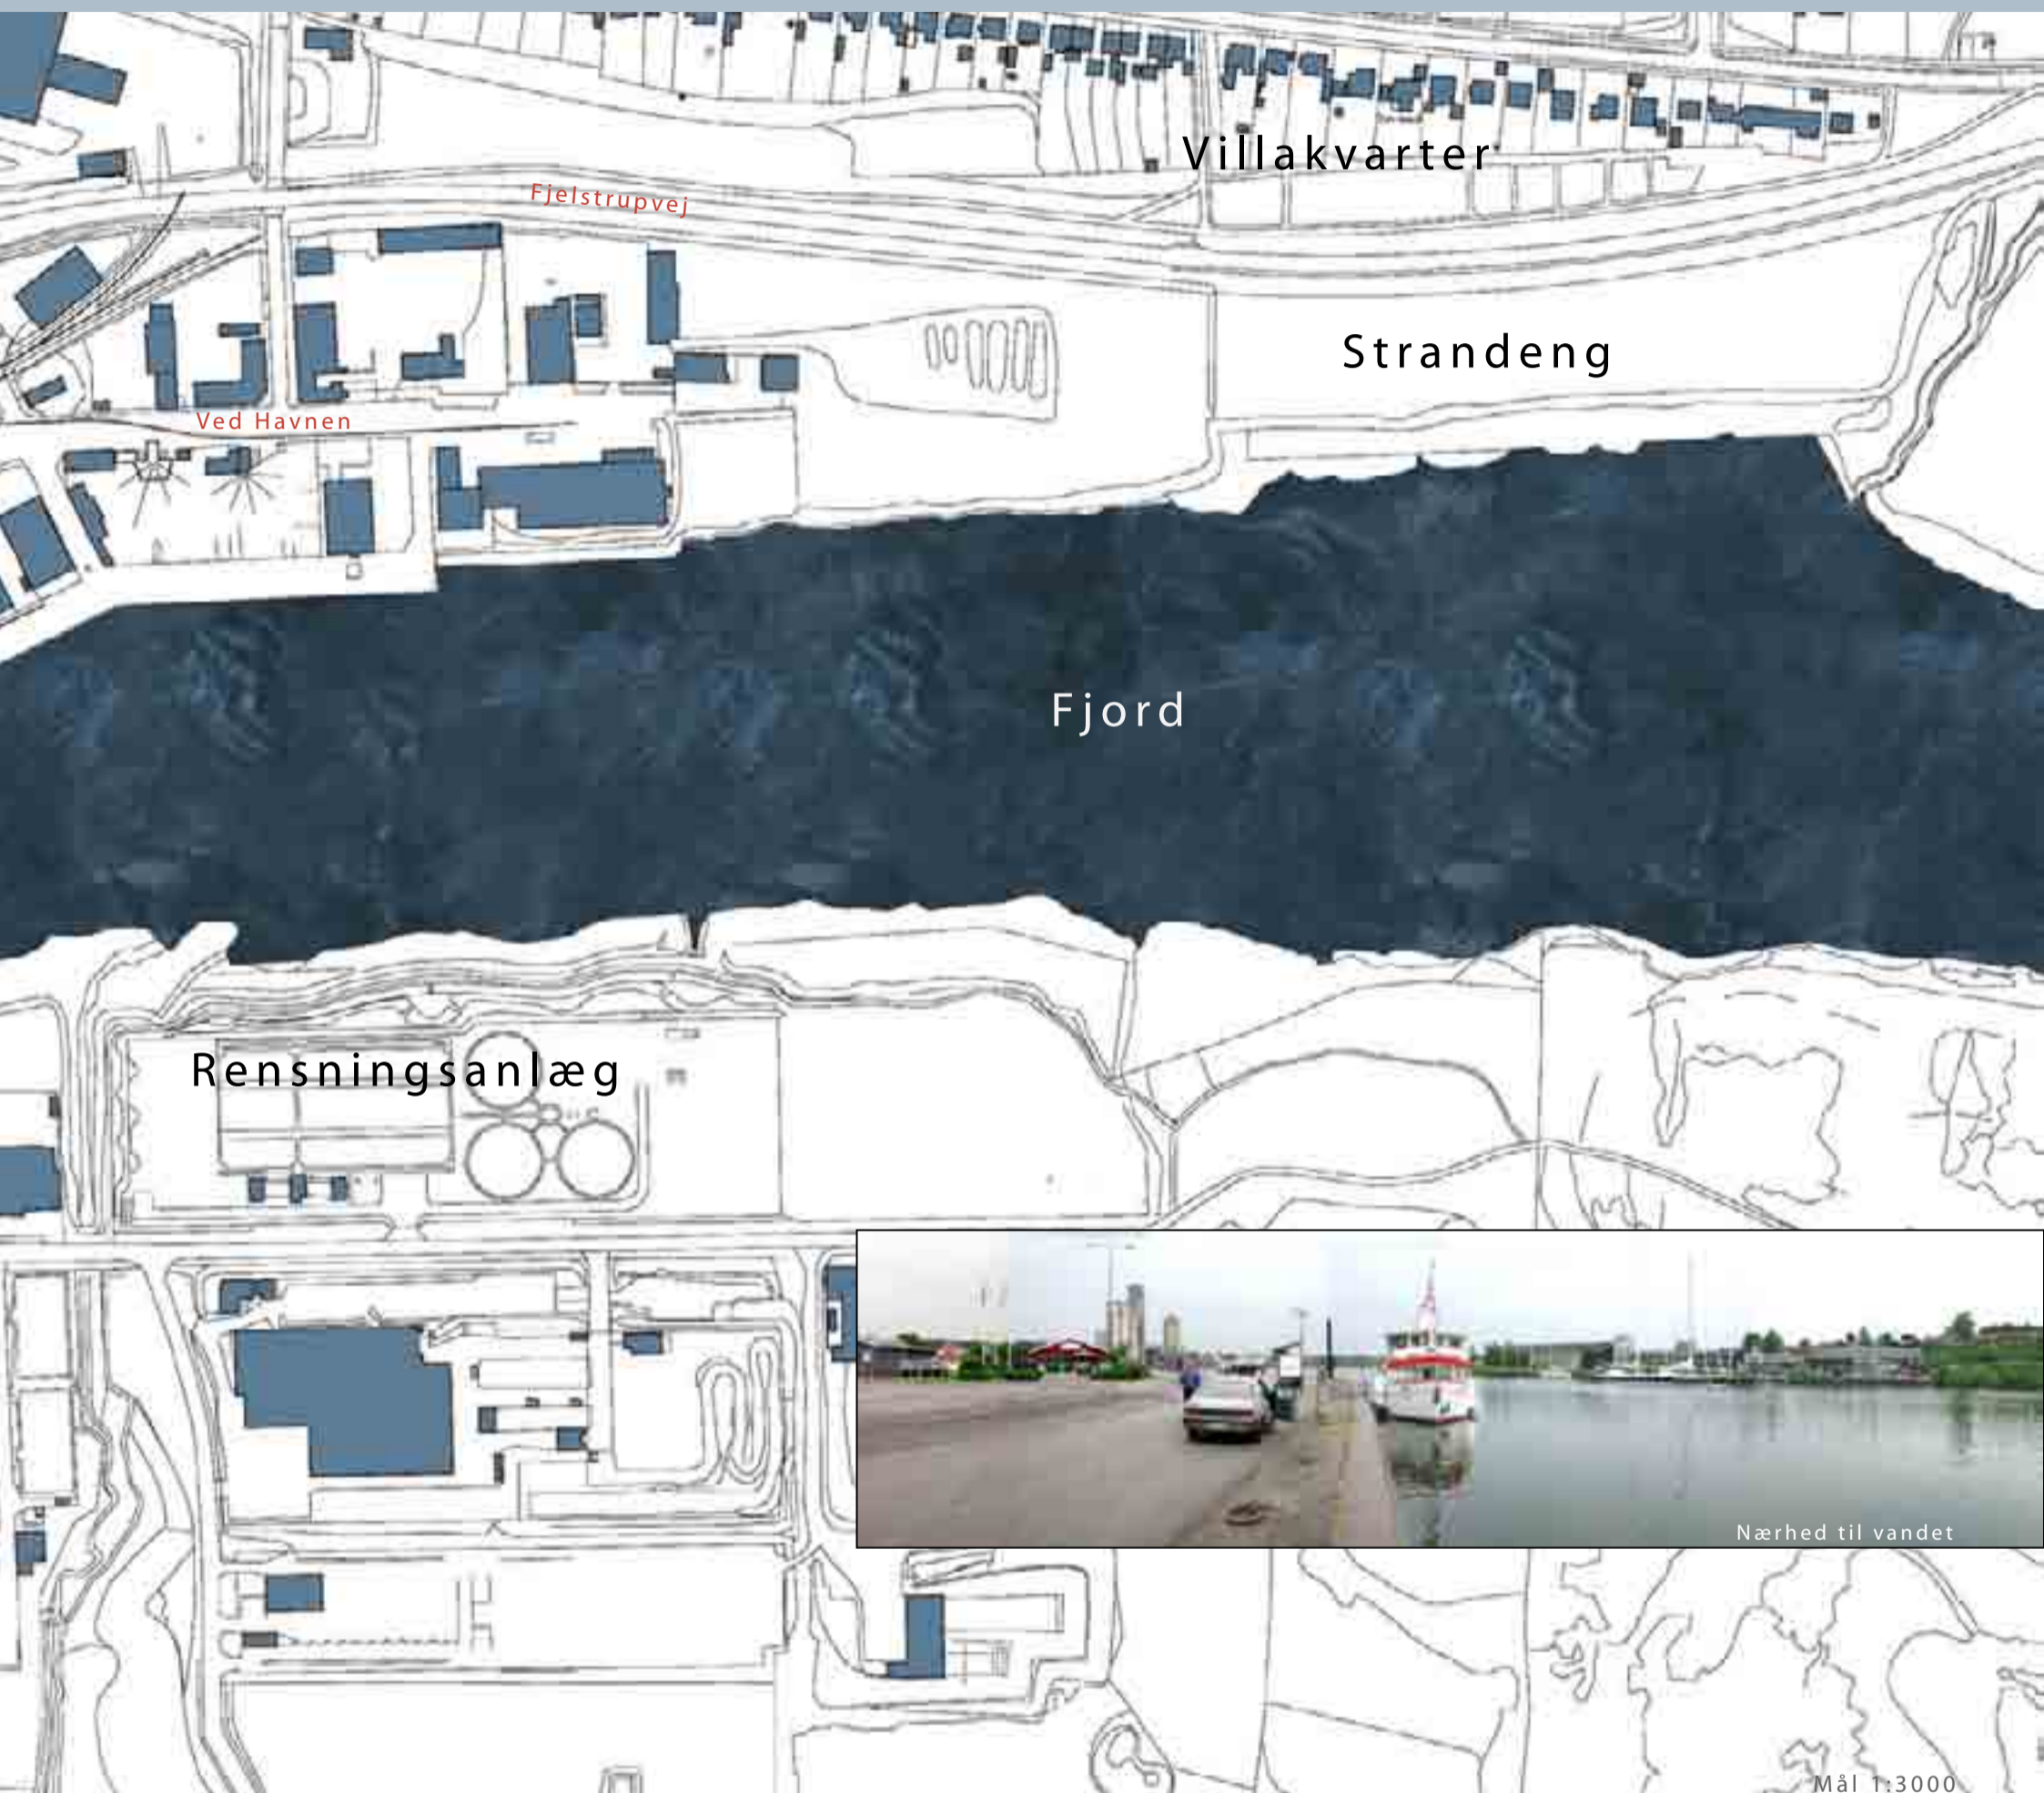 Villakvarter
Fjelstrupvej
Strandeng
Ved Havnen
Fjord
Rensningsanlæg
Nærhed til vandet
Mål 1:3000